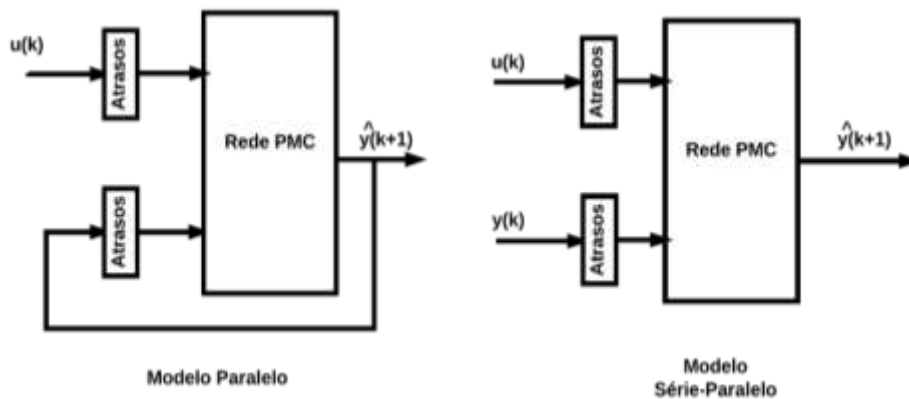 u(k)
Atrasos
Rede PMC
ŷ(k+1)
Atrasos
Modelo Paralelo
u(k)
Atrasos
Rede PMC
ŷ(k+1)
y(k)
Atrasos
Modelo
Série-Paralelo